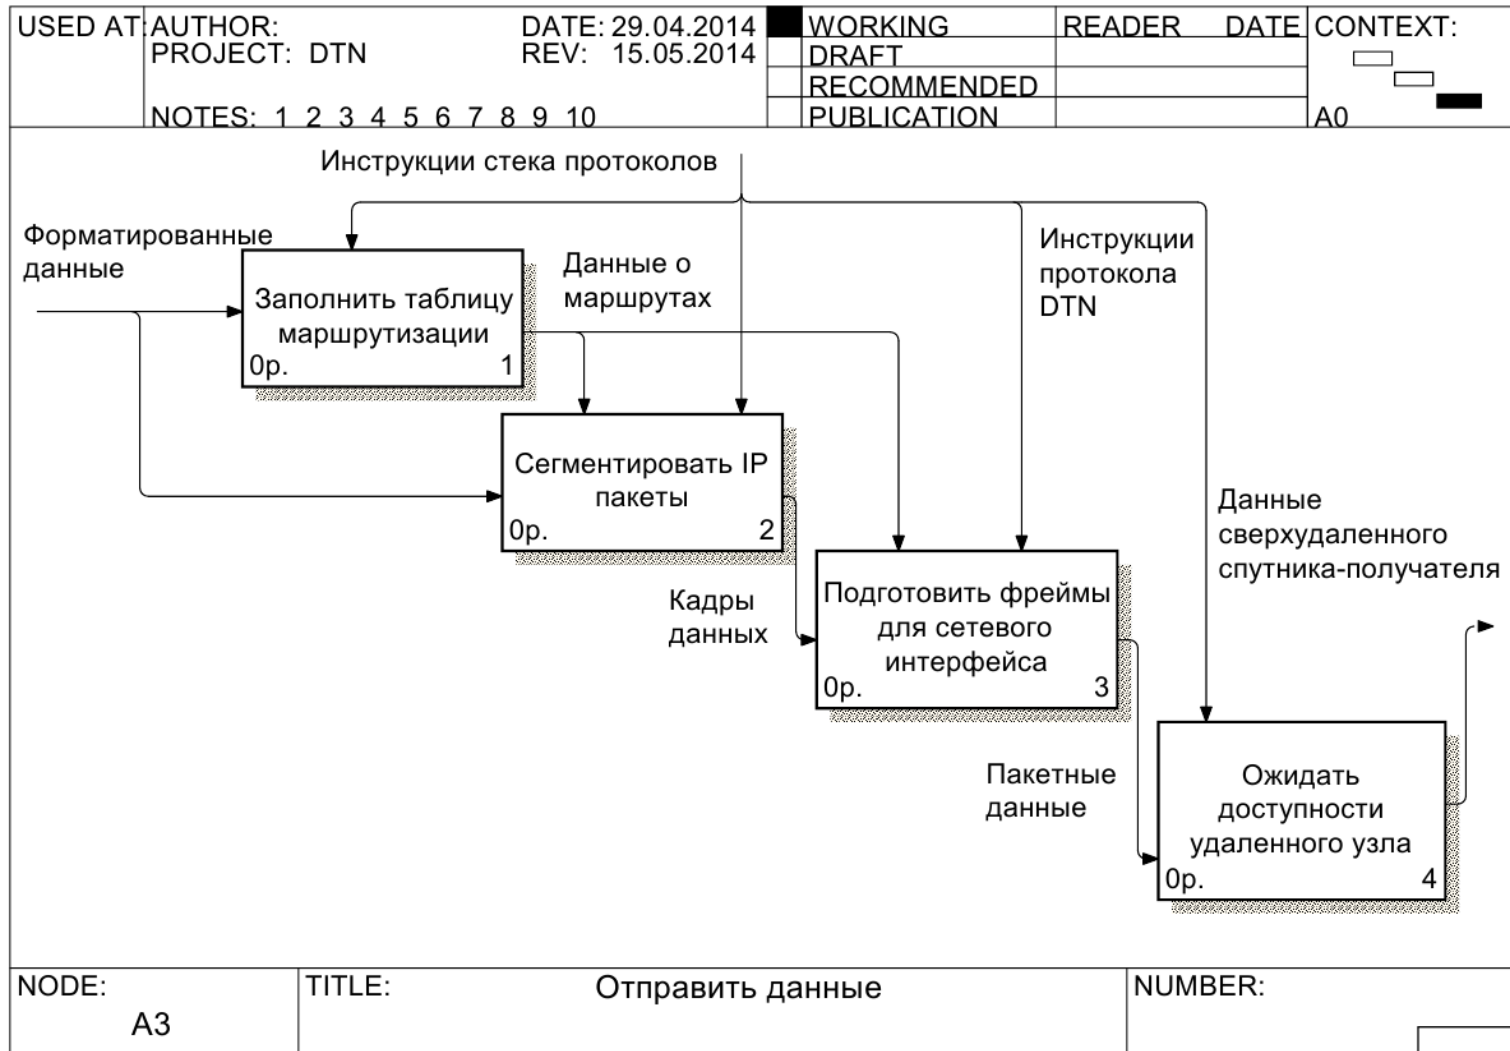 USED AT:
AUTHOR: DATE: 29.04.2014
PROJECT: DTN REV: 15.05.2014
NOTES: 1 2 3 4 5 6 7 8 9 10
WORKING
DRAFT
RECOMMENDED
PUBLICATION
READER DATE
CONTEXT:
A0
Инструкции стека протоколов
Форматированные
данные
Заполнить таблицу
маршрутизации
0р. 1
Данные о
маршрутах
Инструкции
протокола
DTN
Сегментировать IP
пакеты
0р. 2
Кадры
данных
Подготовить фреймы
для сетевого
интерфейса
0р. 3
Данные
сверхудаленного
спутника-получателя
Пакетные
данные
Ожидать
доступности
удаленного узла
0р. 4
NODE:
A3
TITLE: Отправить данные
NUMBER: